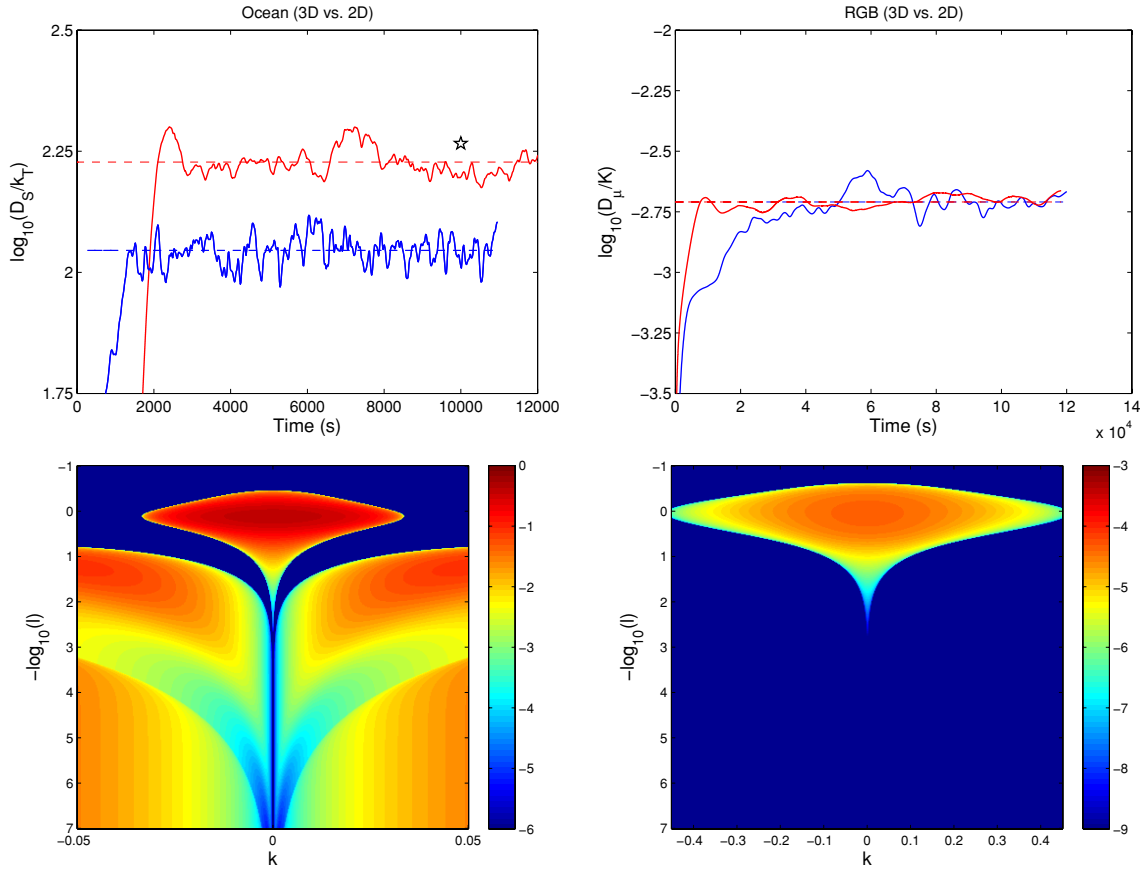 Ocean (3D vs. 2D)
2.5
2.25
2
1.75
log10(DS/kT)
0 2000 4000 6000 8000 10000 12000
Time (s)
RGB (3D vs. 2D)
−2
−2.25
−2.5
−2.75
−3
−3.25
−3.5
log10(Dμ/K)
0 2 4 6 8 10 12 14
x 10^4
Time (s)
−1
0
1
2
3
4
5
6
7
−log10(l)
−0.05 0 0.05
k
0
−1
−2
−3
−4
−5
−6
−1
0
1
2
3
4
5
6
7
−log10(l)
−0.4 −0.3 −0.2 −0.1 0 0.1 0.2 0.3 0.4
k
−3
−4
−5
−6
−7
−8
−9